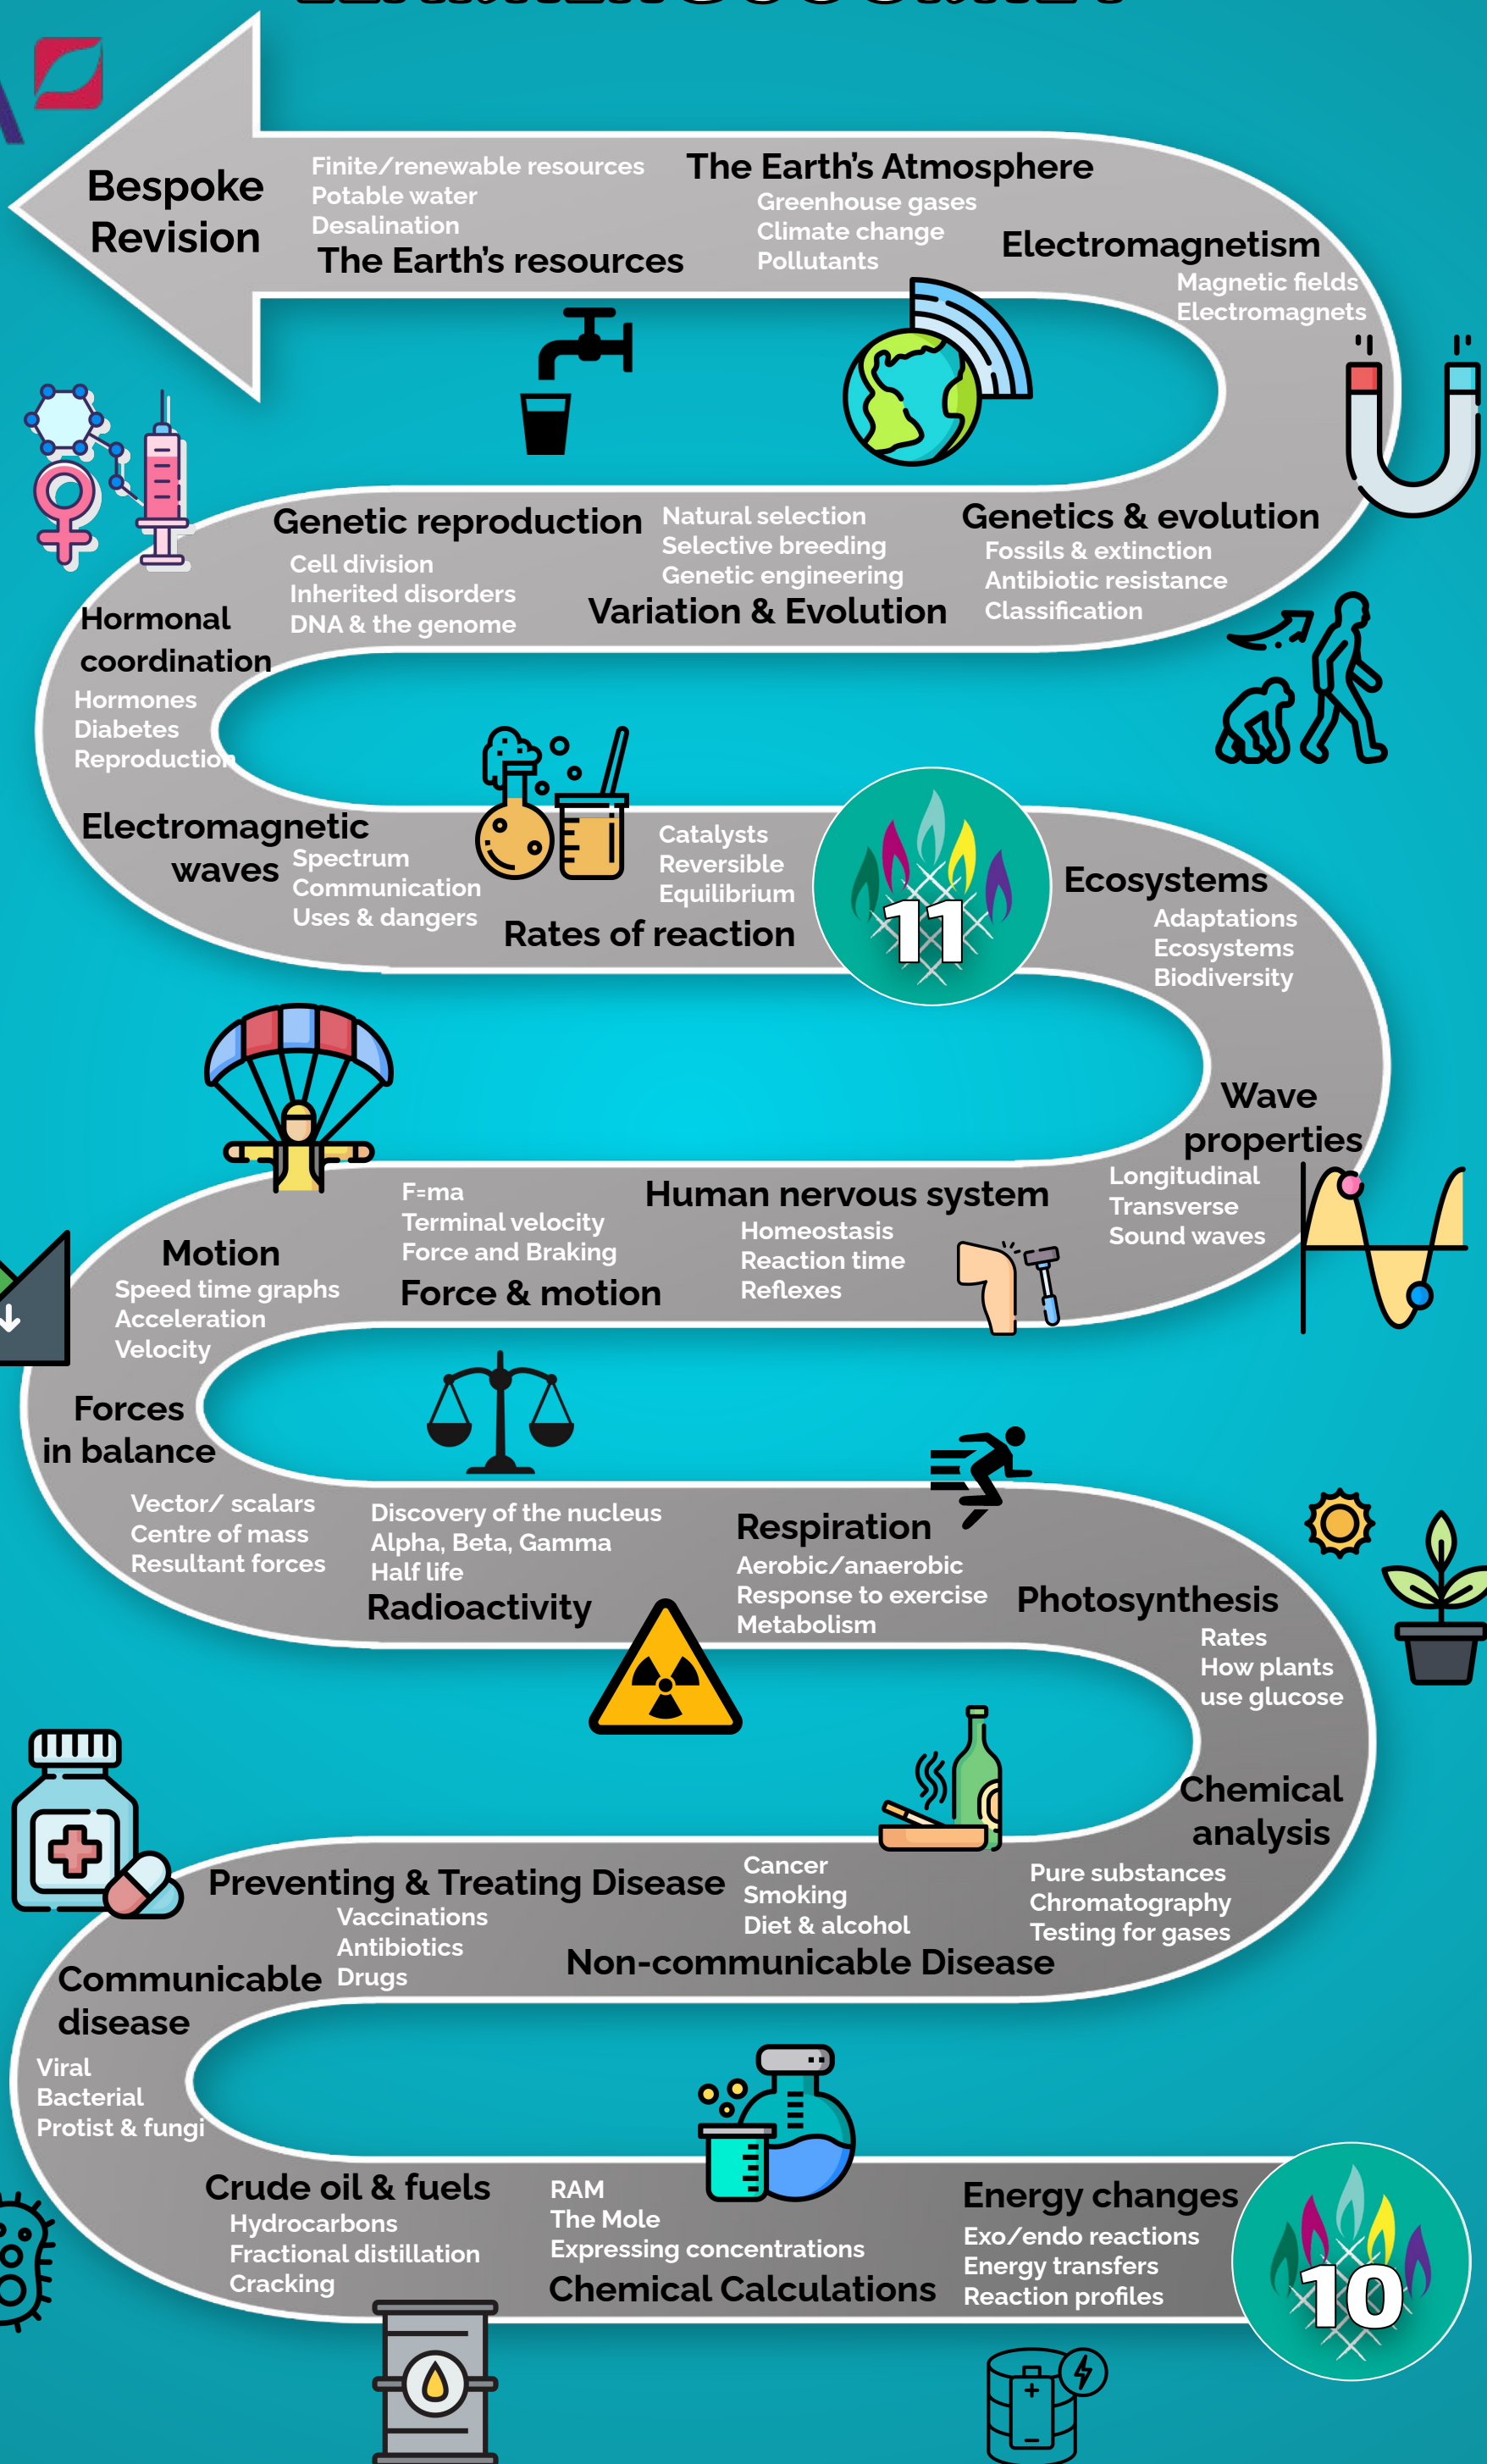 Bespoke
Revision
Finite/renewable resources
Potable water
Desalination
The Earth's resources
The Earth's Atmosphere
Greenhouse gases
Climate change
Pollutants
Electromagnetism
Magnetic fields
Electromagnets
Genetic reproduction
Cell division
Inherited disorders
DNA & the genome
Natural selection
Selective breeding
Genetic engineering
Variation & Evolution
Genetics & evolution
Fossils & extinction
Antibiotic resistance
Classification
Hormonal
coordination
Hormones
Diabetes
Reproduction
Electromagnetic
waves
Spectrum
Communication
Uses & dangers
Catalysts
Reversible
Equilibrium
Rates of reaction
11
Ecosystems
Adaptations
Ecosystems
Biodiversity
Wave
properties
Longitudinal
Transverse
Sound waves
Human nervous system
Homeostasis
Reaction time
Reflexes
F=ma
Terminal velocity
Force and Braking
Force & motion
Motion
Speed time graphs
Acceleration
Velocity
Forces
in balance
Vector/ scalars
Centre of mass
Resultant forces
Discovery of the nucleus
Alpha, Beta, Gamma
Half life
Radioactivity
Respiration
Aerobic/anaerobic
Response to exercise
Metabolism
Photosynthesis
Rates
How plants
use glucose
Chemical
analysis
Pure substances
Chromatography
Testing for gases
Cancer
Smoking
Diet & alcohol
Non-communicable Disease
Preventing & Treating Disease
Vaccinations
Antibiotics
Drugs
Communicable
disease
Viral
Bacterial
Protist & fungi
Crude oil & fuels
Hydrocarbons
Fractional distillation
Cracking
RAM
The Mole
Expressing concentrations
Chemical Calculations
Energy changes
Exo/endo reactions
Energy transfers
Reaction profiles
10